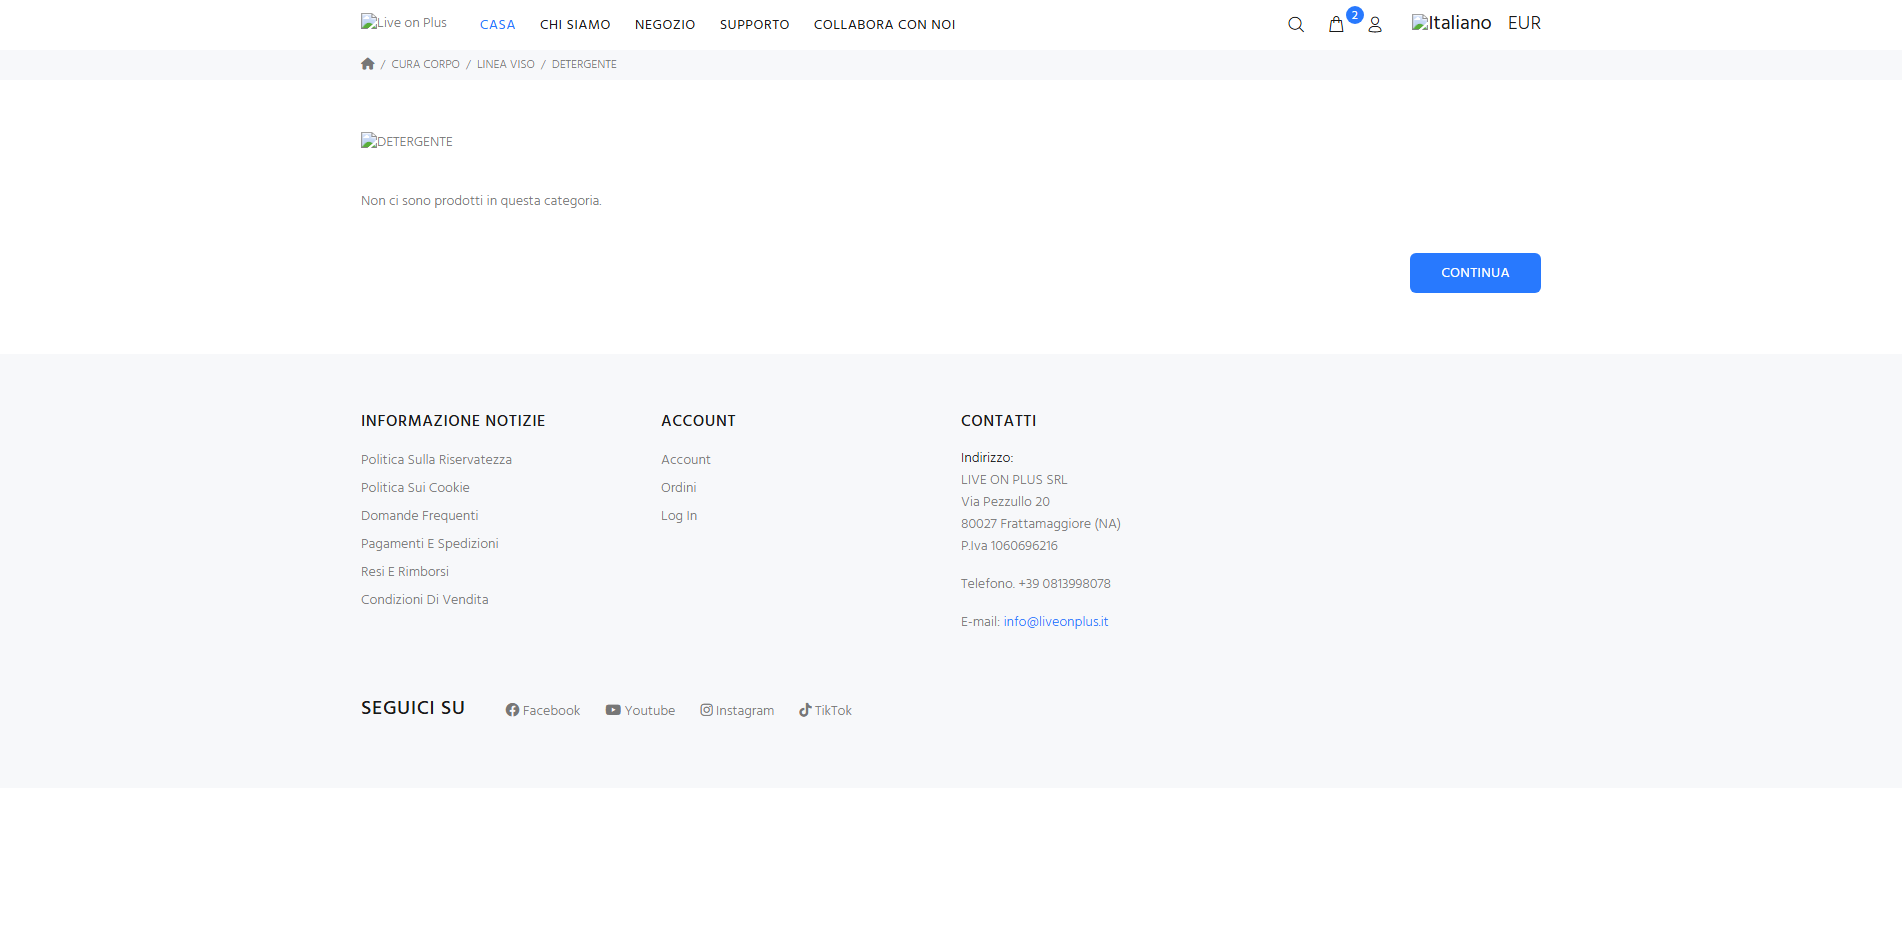 Live on Plus CASA CHI SIAMO NEGOZIO SUPPORTO COLLABORA CON NOI 2 Italiano EUR
/ CURA CORPO / LINEA VISO / DETERGENTE
DETERGENTE
Non ci sono prodotti in questa categoria.
CONTINUA
INFORMAZIONE NOTIZIE
Politica Sulla Riservatezza
Politica Sui Cookie
Domande Frequenti
Pagamenti E Spedizioni
Resi E Rimborsi
Condizioni Di Vendita
ACCOUNT
Account
Ordini
Log In
CONTATTI
Indirizzo:
LIVE ON PLUS SRL
Via Pezzullo 20
80027 Frattamaggiore (NA)
P.Iva 1060696216
Telefono. +39 0813998078
E-mail: info@liveonplus.it
SEGUICI SU Facebook Youtube Instagram TikTok